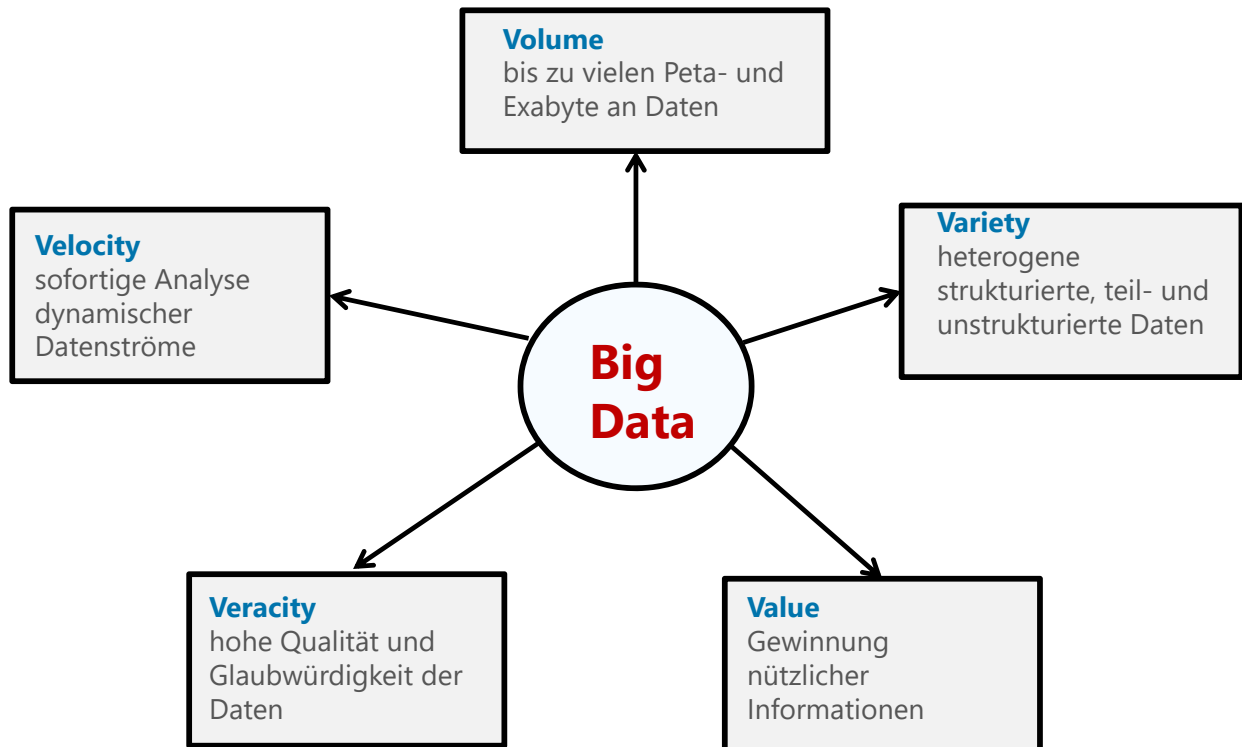 Volume
bis zu vielen Peta- und
Exabyte an Daten
Velocity
sofortige Analyse
dynamischer
Datenströme
Variety
heterogene
strukturierte, teil- und
unstrukturierte Daten
Big
Data
Veracity
hohe Qualität und
Glaubwürdigkeit der
Daten
Value
Gewinnung
nützlicher
Informationen